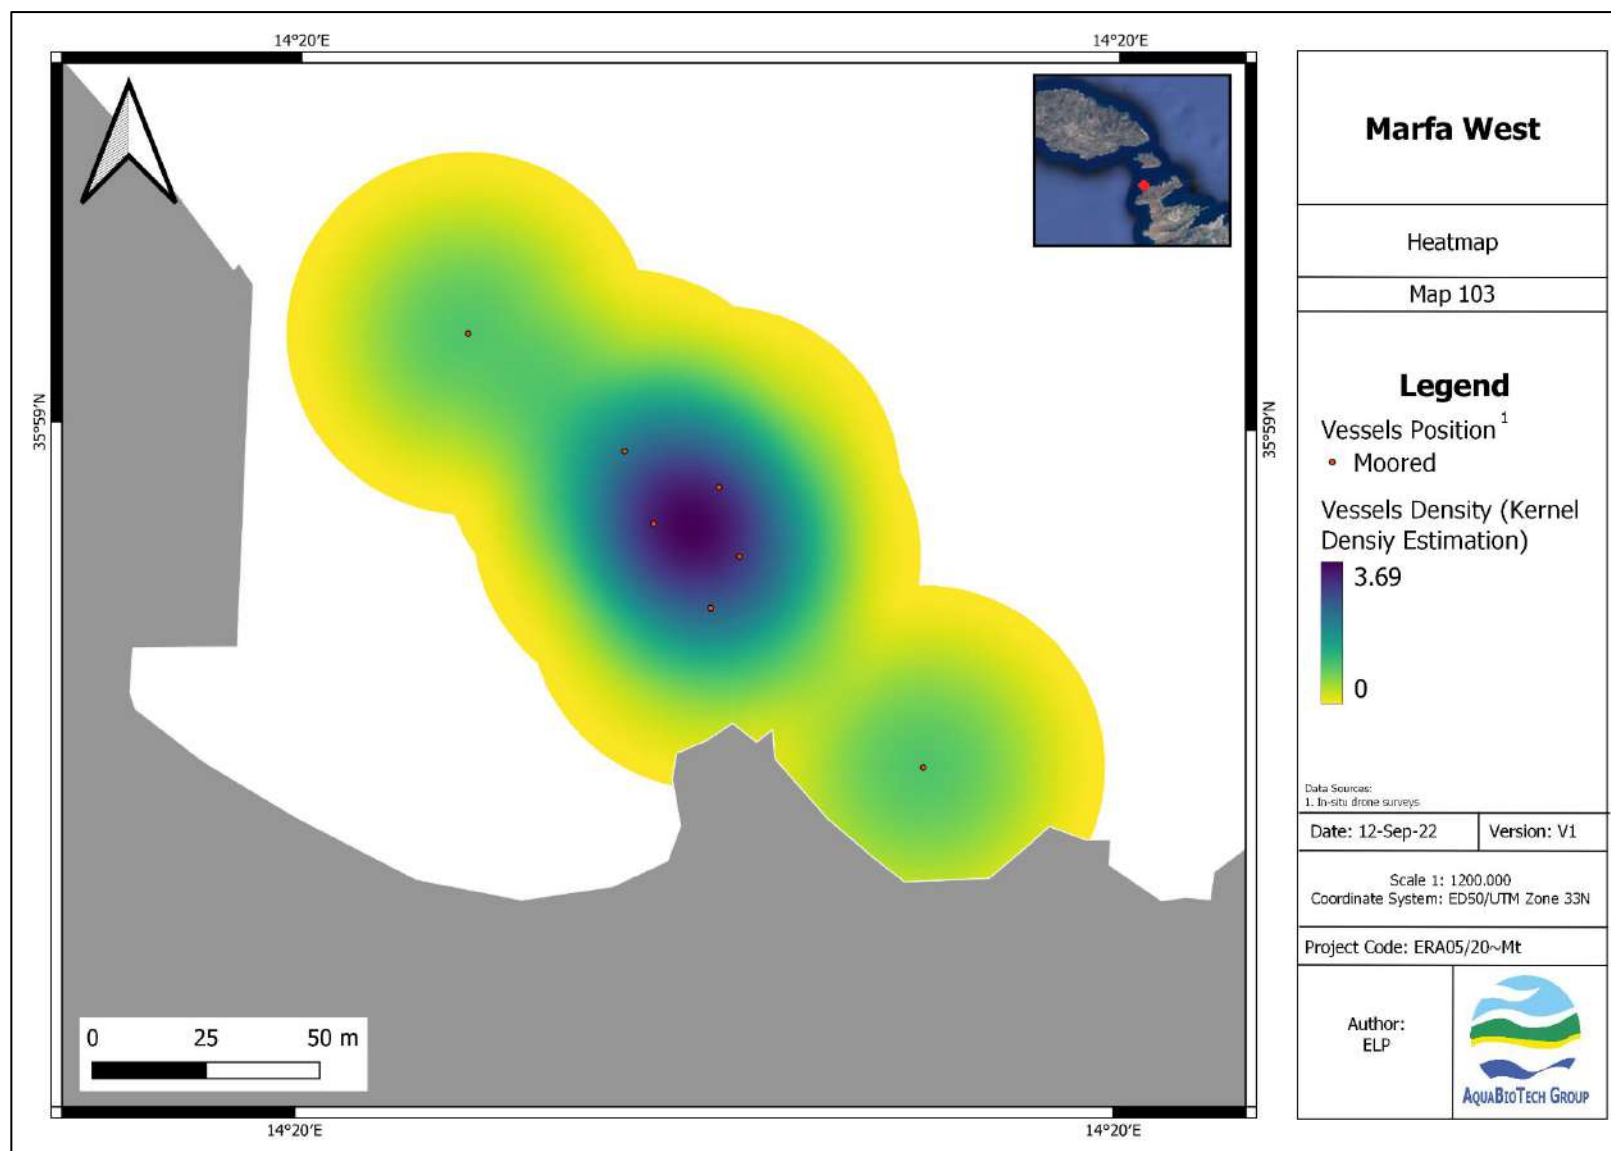 14°20'E
14°20'E
35°59'N
35°59'N
0 25 50 m
14°20'E
14°20'E
Marfa West
Heatmap
Map 103
Legend
Vessels Position 1
Moored
Vessels Density (Kernel
Densiy Estimation)
3.69
0
Data Sources:
1. In-situ drone surveys
Date: 12-Sep-22
Version: V1
Scale 1: 1200.000
Coordinate System: ED50/UTM Zone 33N
Project Code: ERA05/20~Mt
Author:
ELP
AQUABIOTECH GROUP